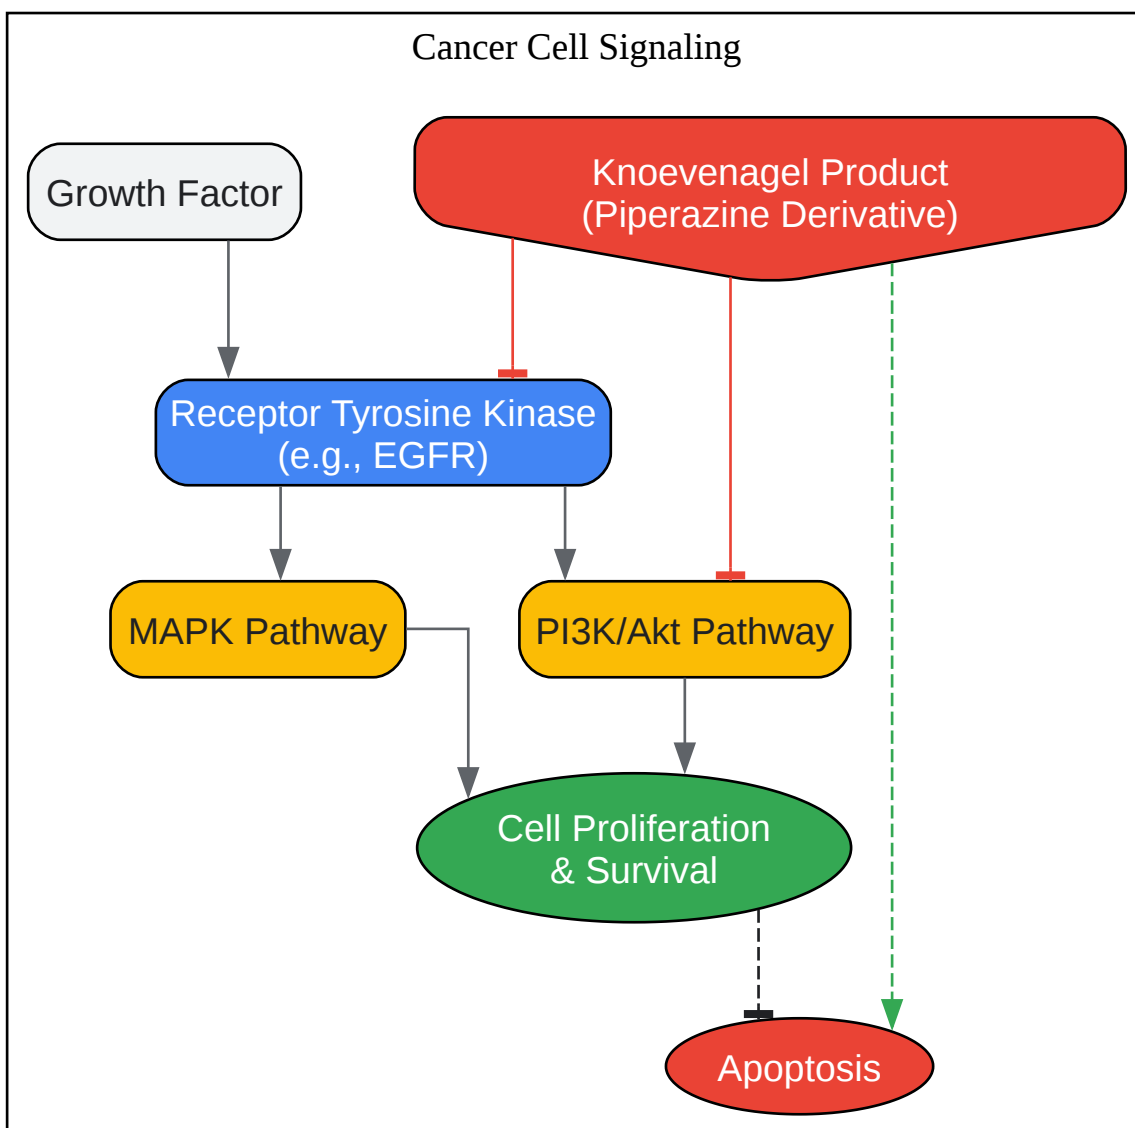 Cancer Cell Signaling
Growth Factor
Knoevenagel Product
(Piperazine Derivative)
Receptor Tyrosine Kinase
(e.g., EGFR)
MAPK Pathway
PI3K/Akt Pathway
Cell Proliferation
& Survival
Apoptosis